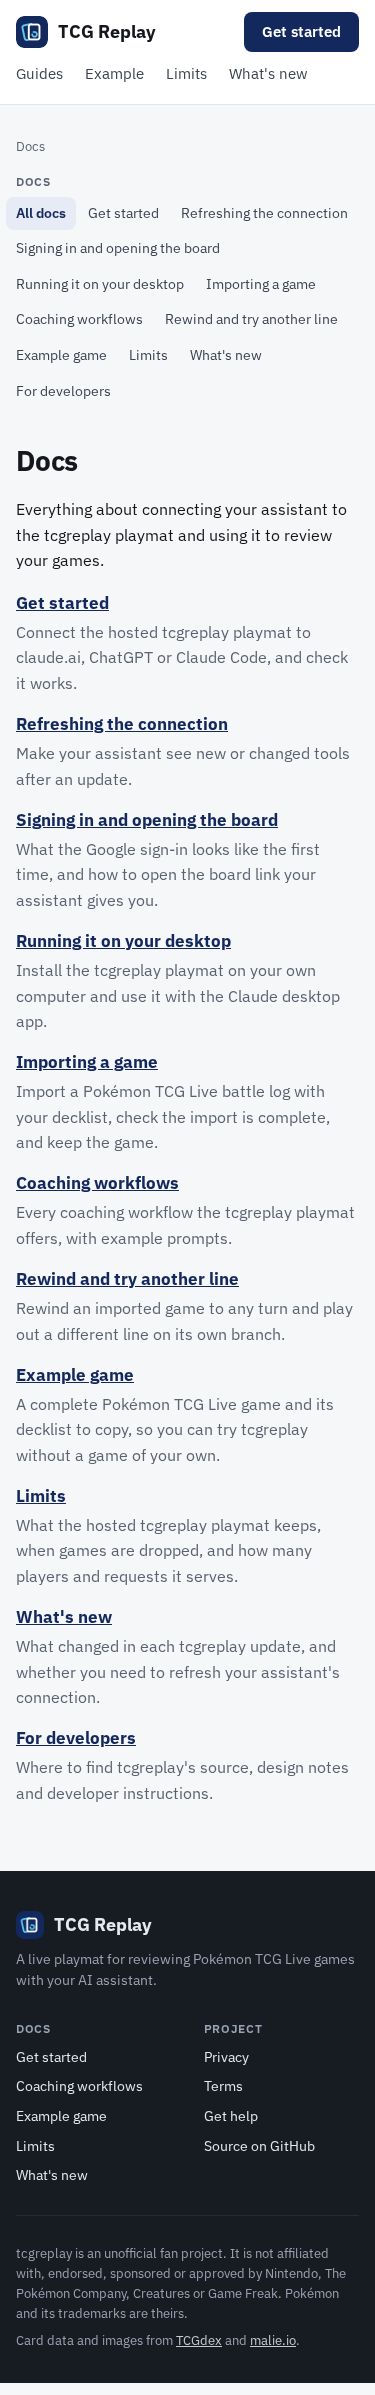 TCG Replay
Get started
Guides Example Limits What's new
Docs
DOCS
All docs Get started Refreshing the connection
Signing in and opening the board
Running it on your desktop Importing a game
Coaching workflows Rewind and try another line
Example game Limits What's new
For developers
Docs
Everything about connecting your assistant to
the tcgreplay playmat and using it to review
your games.
Get started
Connect the hosted tcgreplay playmat to
claude.ai, ChatGPT or Claude Code, and check
it works.
Refreshing the connection
Make your assistant see new or changed tools
after an update.
Signing in and opening the board
What the Google sign-in looks like the first
time, and how to open the board link your
assistant gives you.
Running it on your desktop
Install the tcgreplay playmat on your own
computer and use it with the Claude desktop
app.
Importing a game
Import a Pokémon TCG Live battle log with
your decklist, check the import is complete,
and keep the game.
Coaching workflows
Every coaching workflow the tcgreplay playmat
offers, with example prompts.
Rewind and try another line
Rewind an imported game to any turn and play
out a different line on its own branch.
Example game
A complete Pokémon TCG Live game and its
decklist to copy, so you can try tcgreplay
without a game of your own.
Limits
What the hosted tcgreplay playmat keeps,
when games are dropped, and how many
players and requests it serves.
What's new
What changed in each tcgreplay update, and
whether you need to refresh your assistant's
connection.
For developers
Where to find tcgreplay's source, design notes
and developer instructions.
TCG Replay
A live playmat for reviewing Pokémon TCG Live games
with your AI assistant.
DOCS
Get started
Coaching workflows
Example game
Limits
What's new
PROJECT
Privacy
Terms
Get help
Source on GitHub
tcgreplay is an unofficial fan project. It is not affiliated
with, endorsed, sponsored or approved by Nintendo, The
Pokémon Company, Creatures or Game Freak. Pokémon
and its trademarks are theirs.
Card data and images from TCGdex and malie.io.